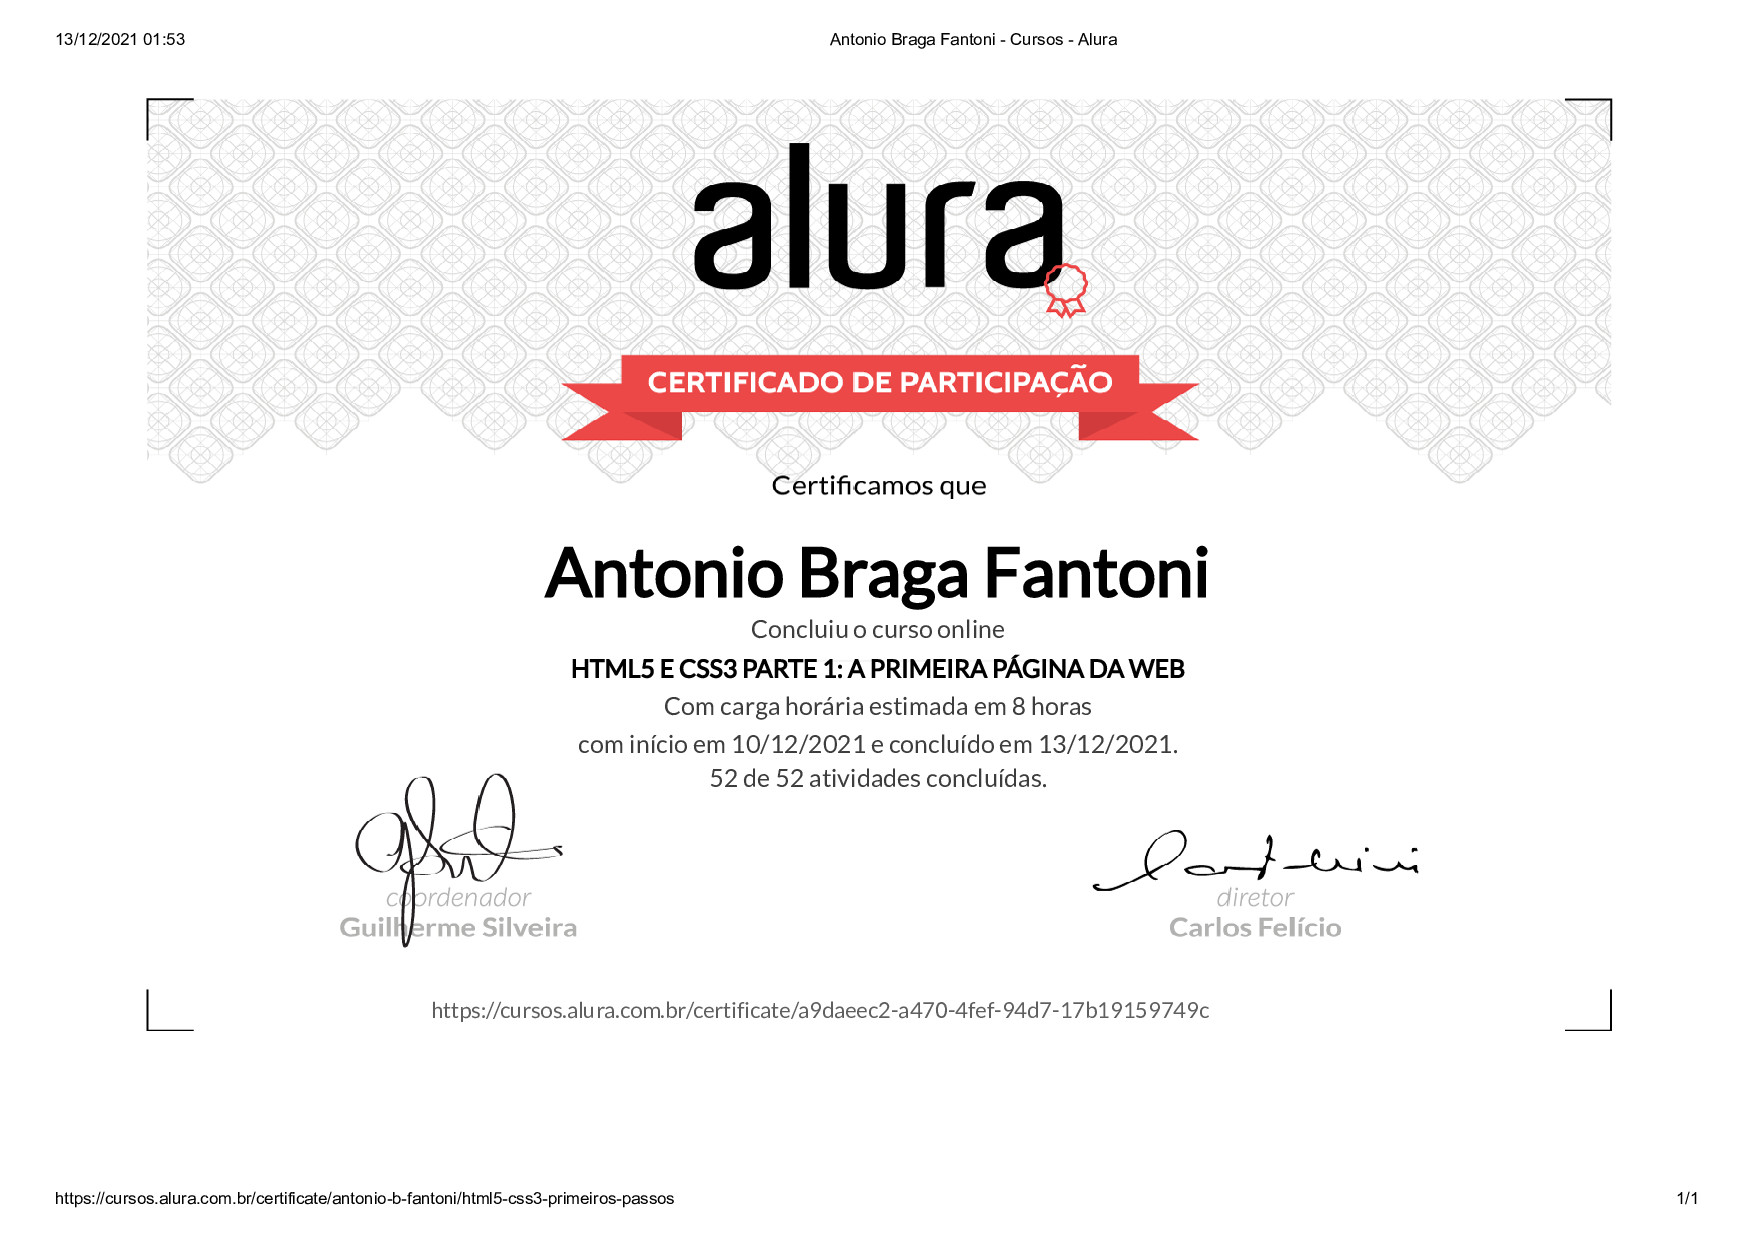 13/12/2021 01:53
Antonio Braga Fantoni - Cursos - Alura
alura
CERTIFICADO DE PARTICIPAÇÃO
Certificamos que
Antonio Braga Fantoni
Concluiu o curso online
HTML5 E CSS3 PARTE 1: A PRIMEIRA PÁGINA DA WEB
Com carga horária estimada em 8 horas
com início em 10/12/2021 e concluído em 13/12/2021.
52 de 52 atividades concluídas.
coordenador
Guilherme Silveira
diretor
Carlos Felício
https://cursos.alura.com.br/certificate/a9daeec2-a470-4fef-94d7-17b19159749c
https://cursos.alura.com.br/certificate/antonio-b-fantoni/html5-css3-primeiros-passos
1/1